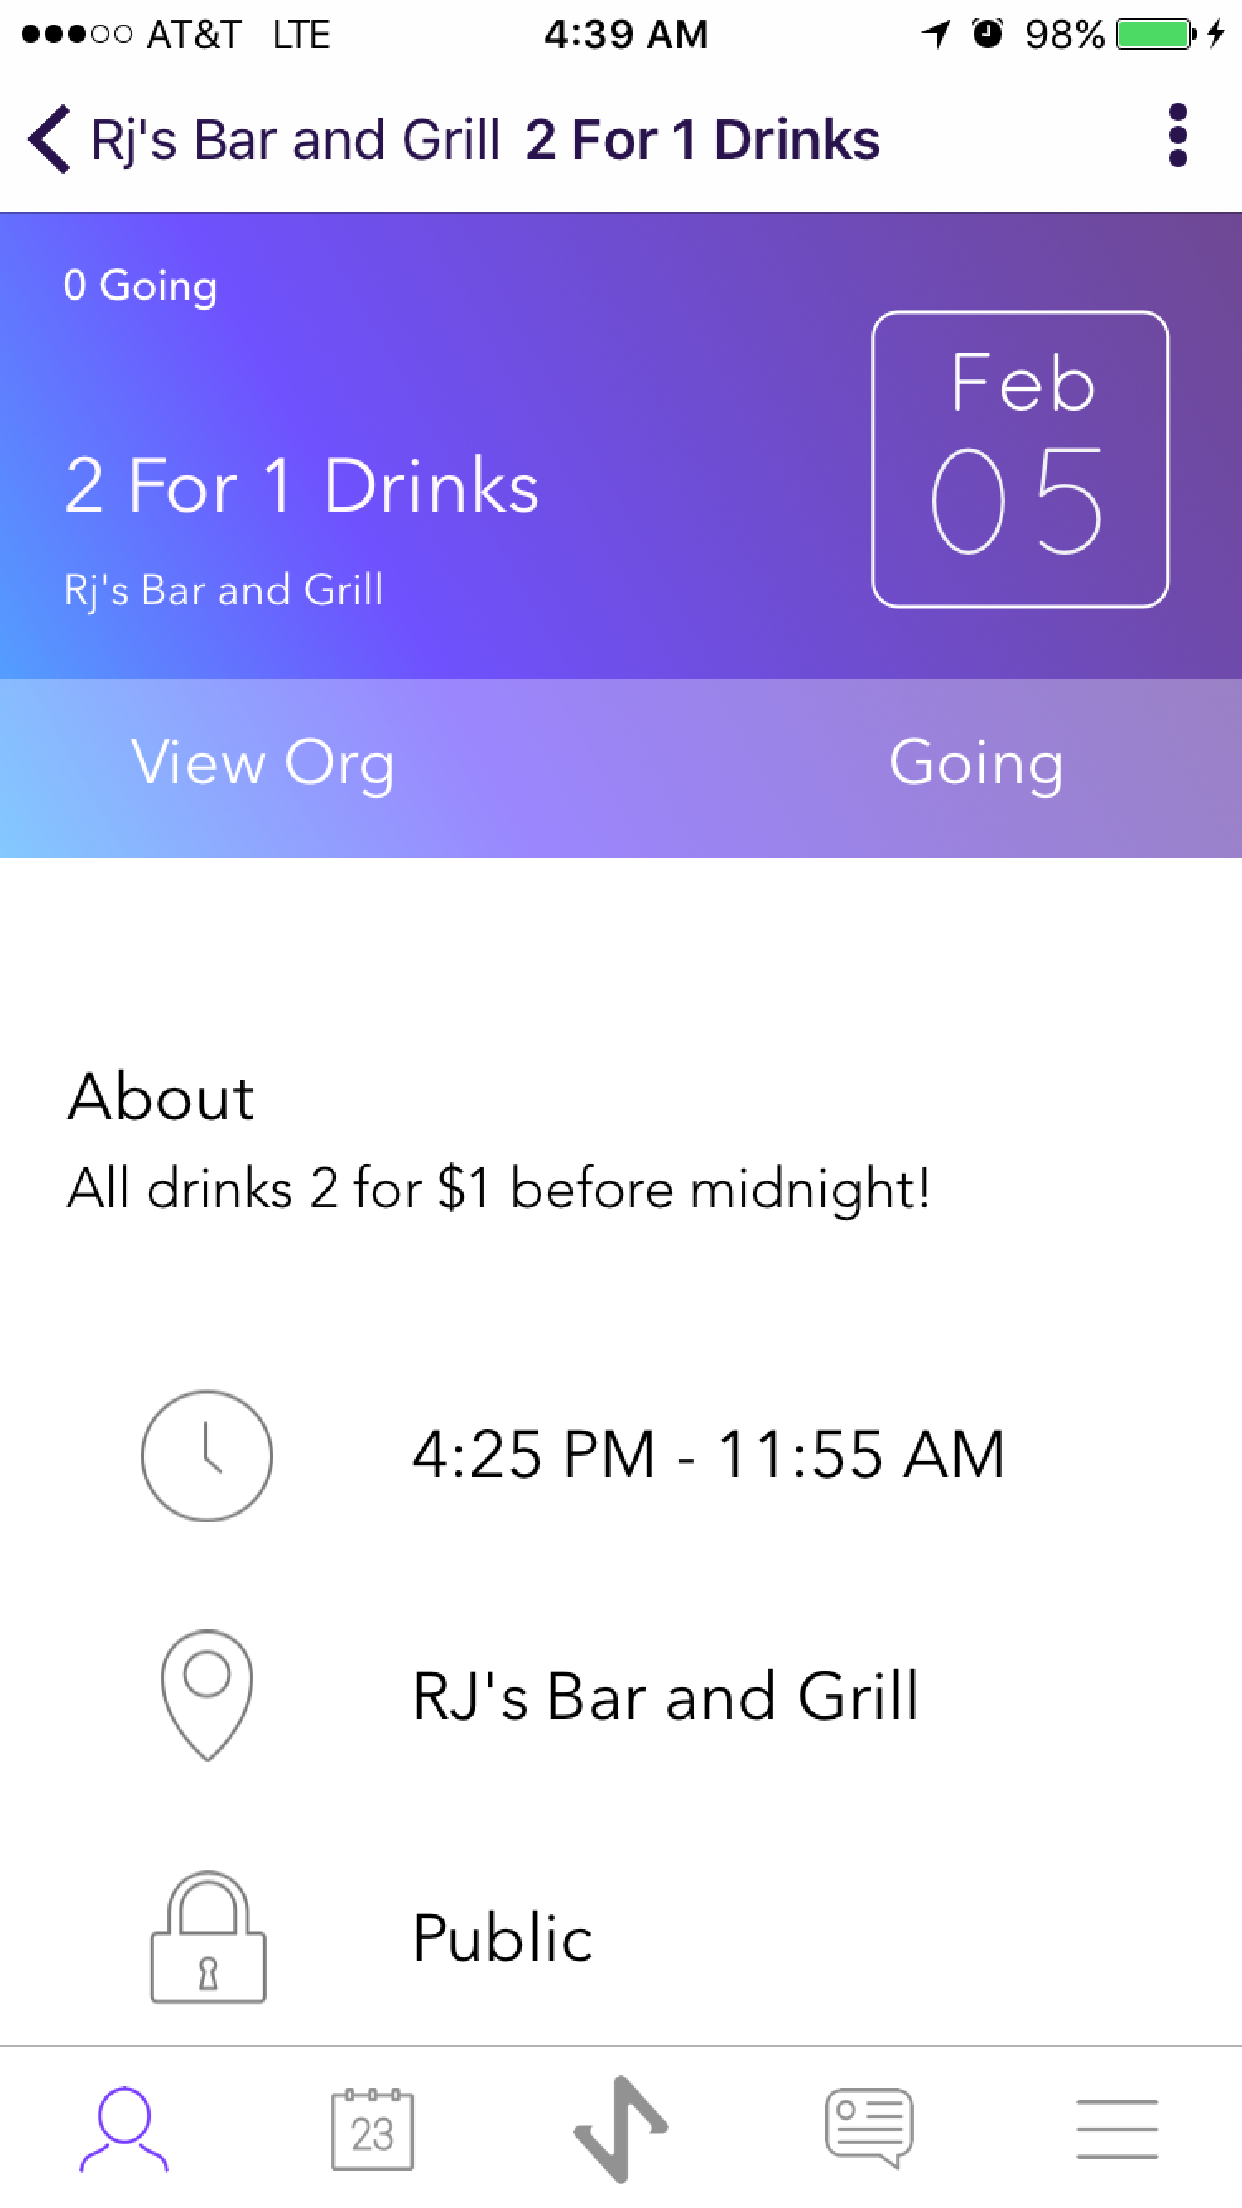 AT&T LTE 4:39 AM 98%
Rj's Bar and Grill 2 For 1 Drinks
0 Going
Feb
05
2 For 1 Drinks
Rj's Bar and Grill
View Org Going
About
All drinks 2 for $1 before midnight!
4:25 PM - 11:55 AM
RJ's Bar and Grill
Public
23